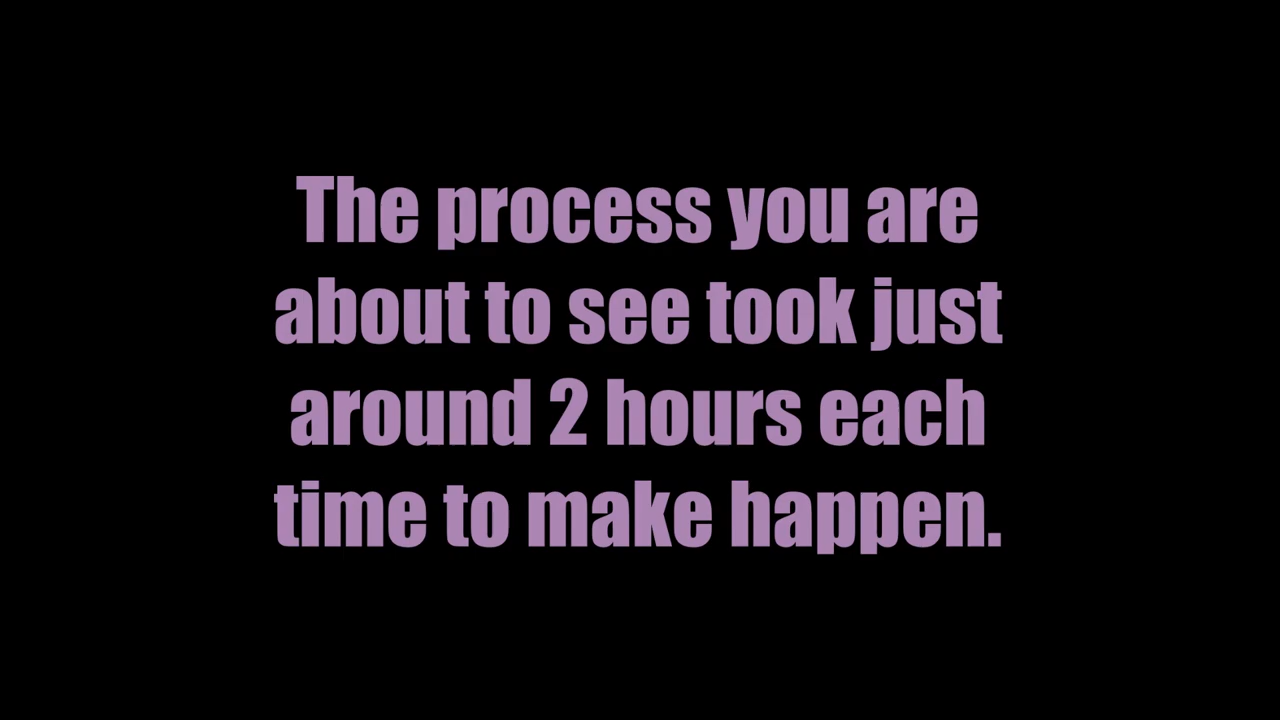 The process you are
about to see took just
around 2 hours each
time to make happen.